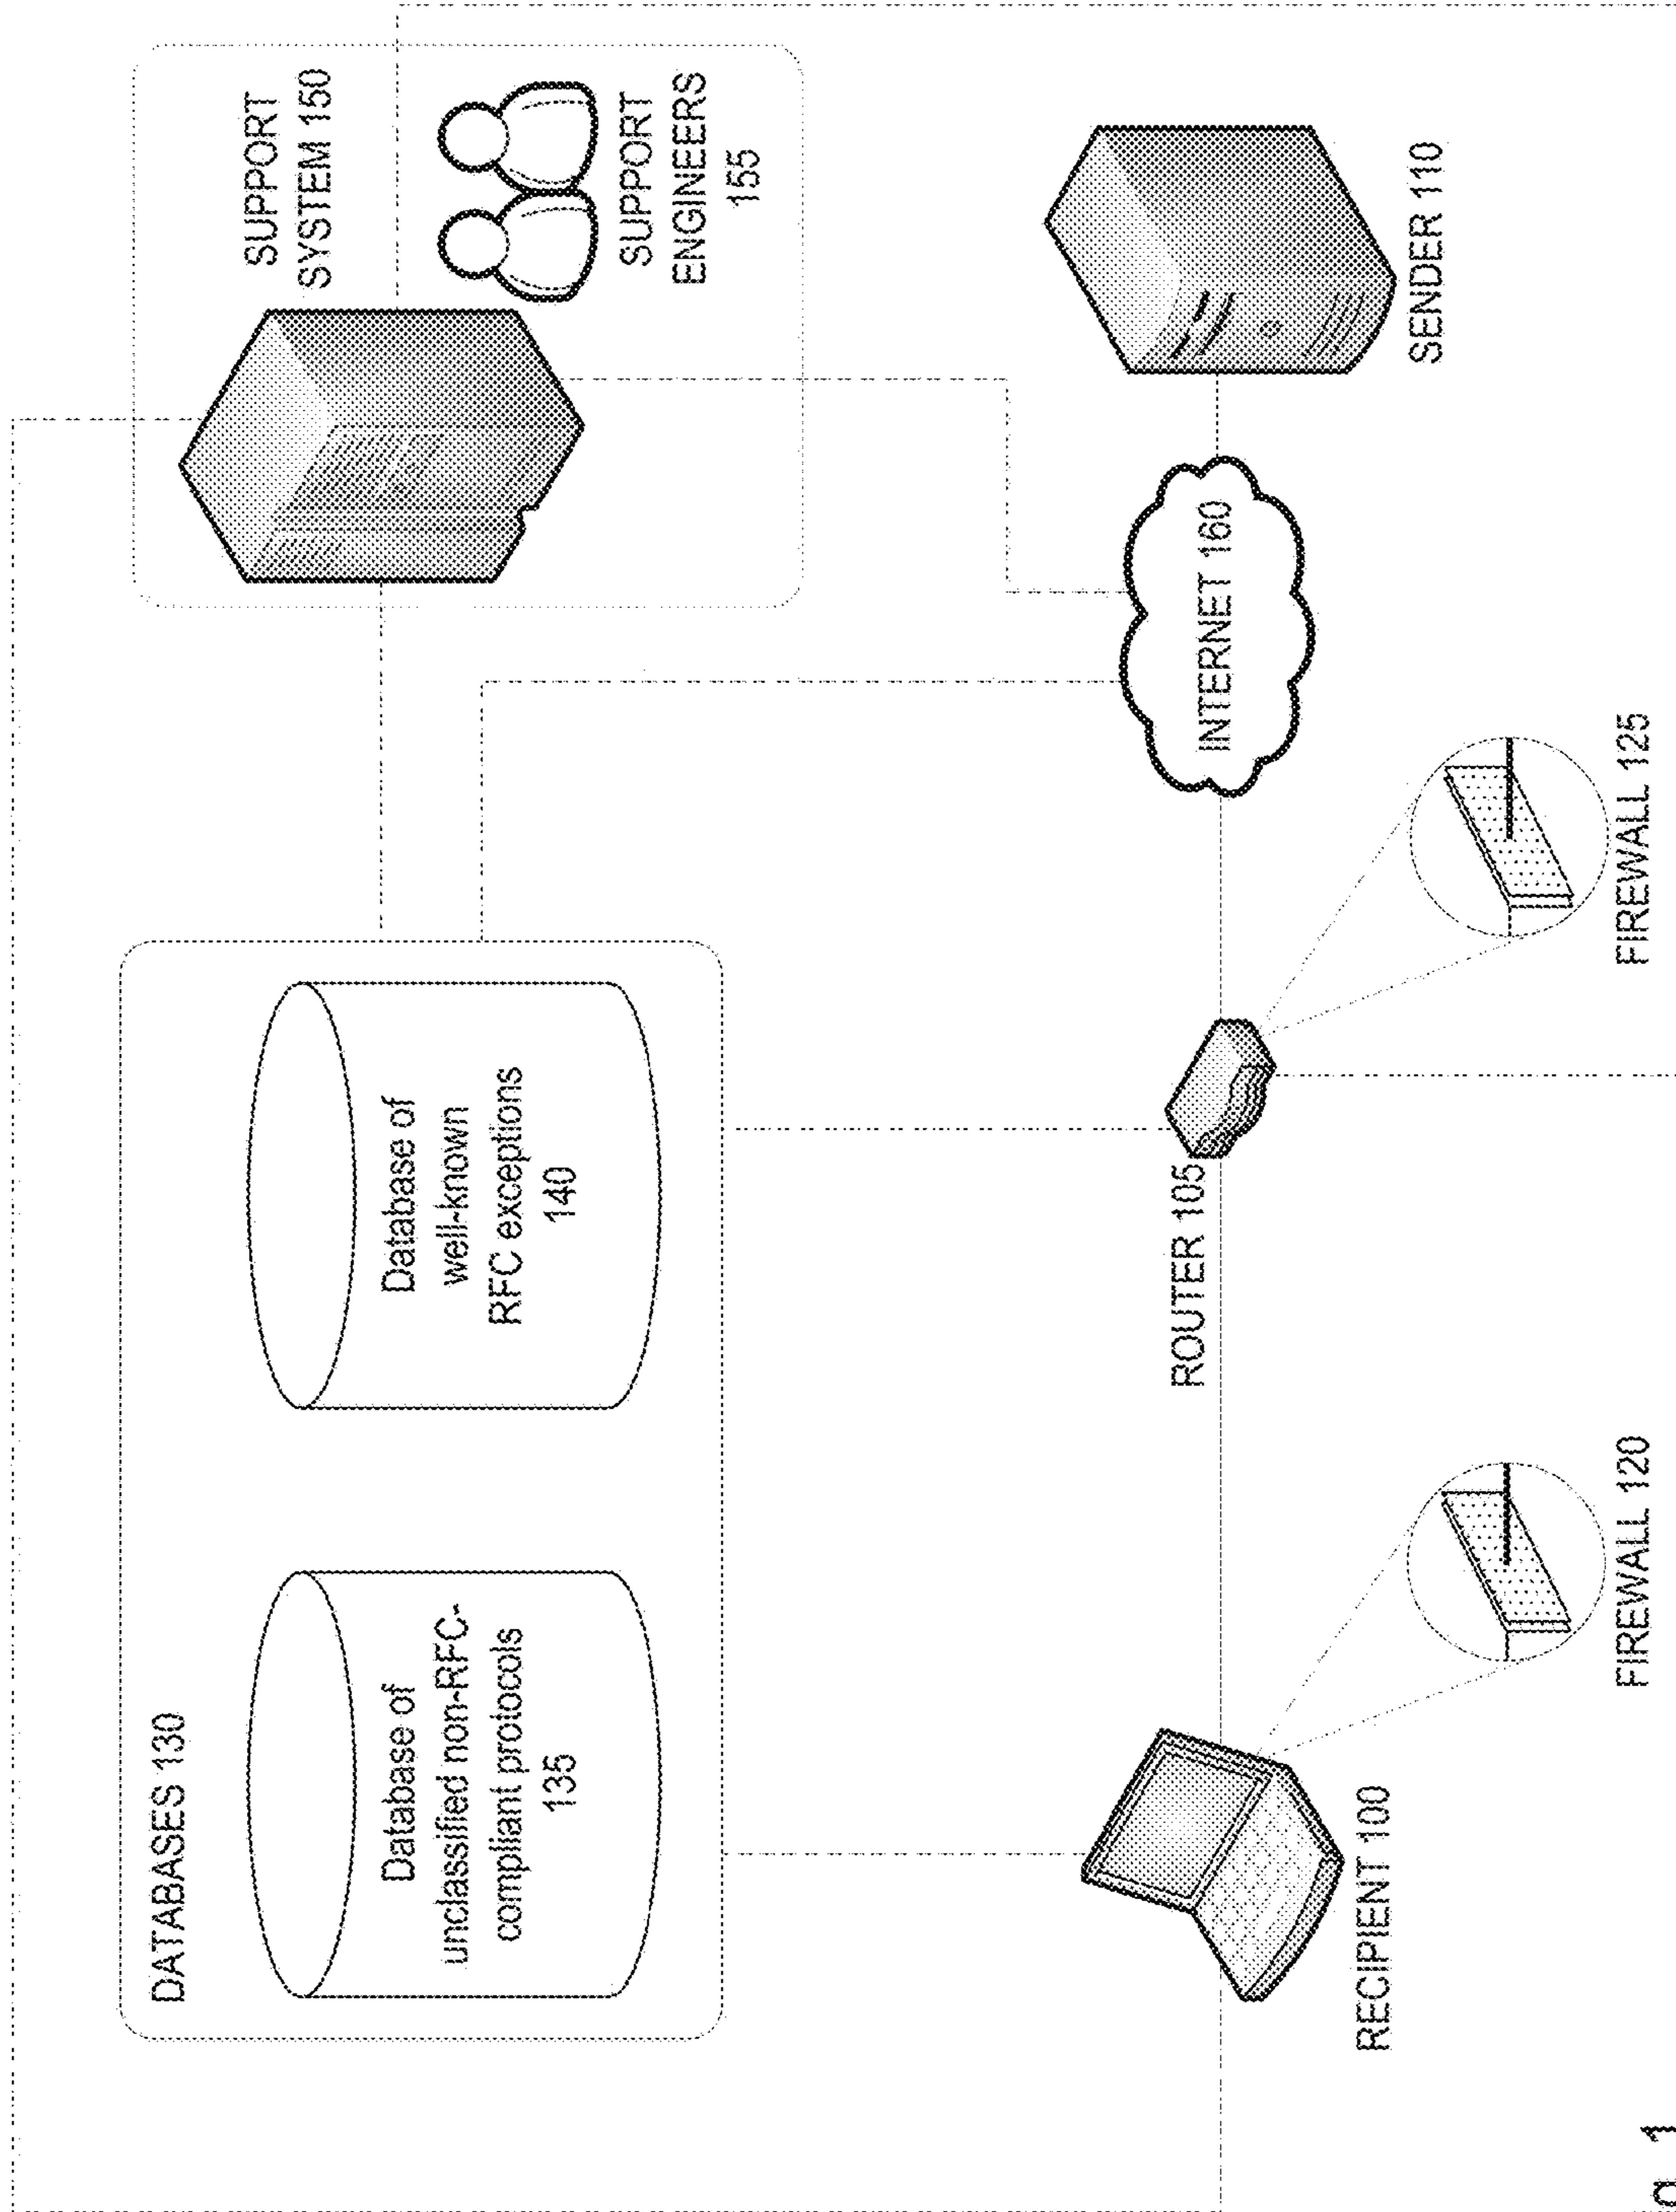 DATABASES 130
Database of
unclassified non-RFC-
compliant protocols
135
Database of
well-known
RFC exceptions
140
SUPPORT
SYSTEM 150
SUPPORT
ENGINEERS
155
RECIPIENT 100
ROUTER 105
INTERNET 160
SENDER 110
FIREWALL 120
FIREWALL 125